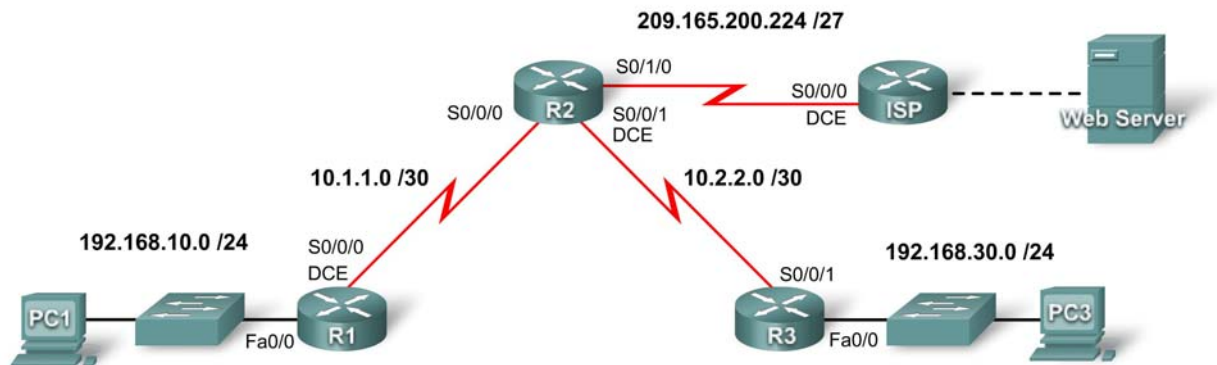 209.165.200.224 /27
S0/1/0
S0/0/0
R2
S0/0/0
ISP
S0/0/1
DCE
DCE
Web Server
10.1.1.0 /30
10.2.2.0 /30
192.168.10.0 /24
S0/0/0
DCE
S0/0/1
192.168.30.0 /24
PC1
Fa0/0
R1
R3
Fa0/0
PC3